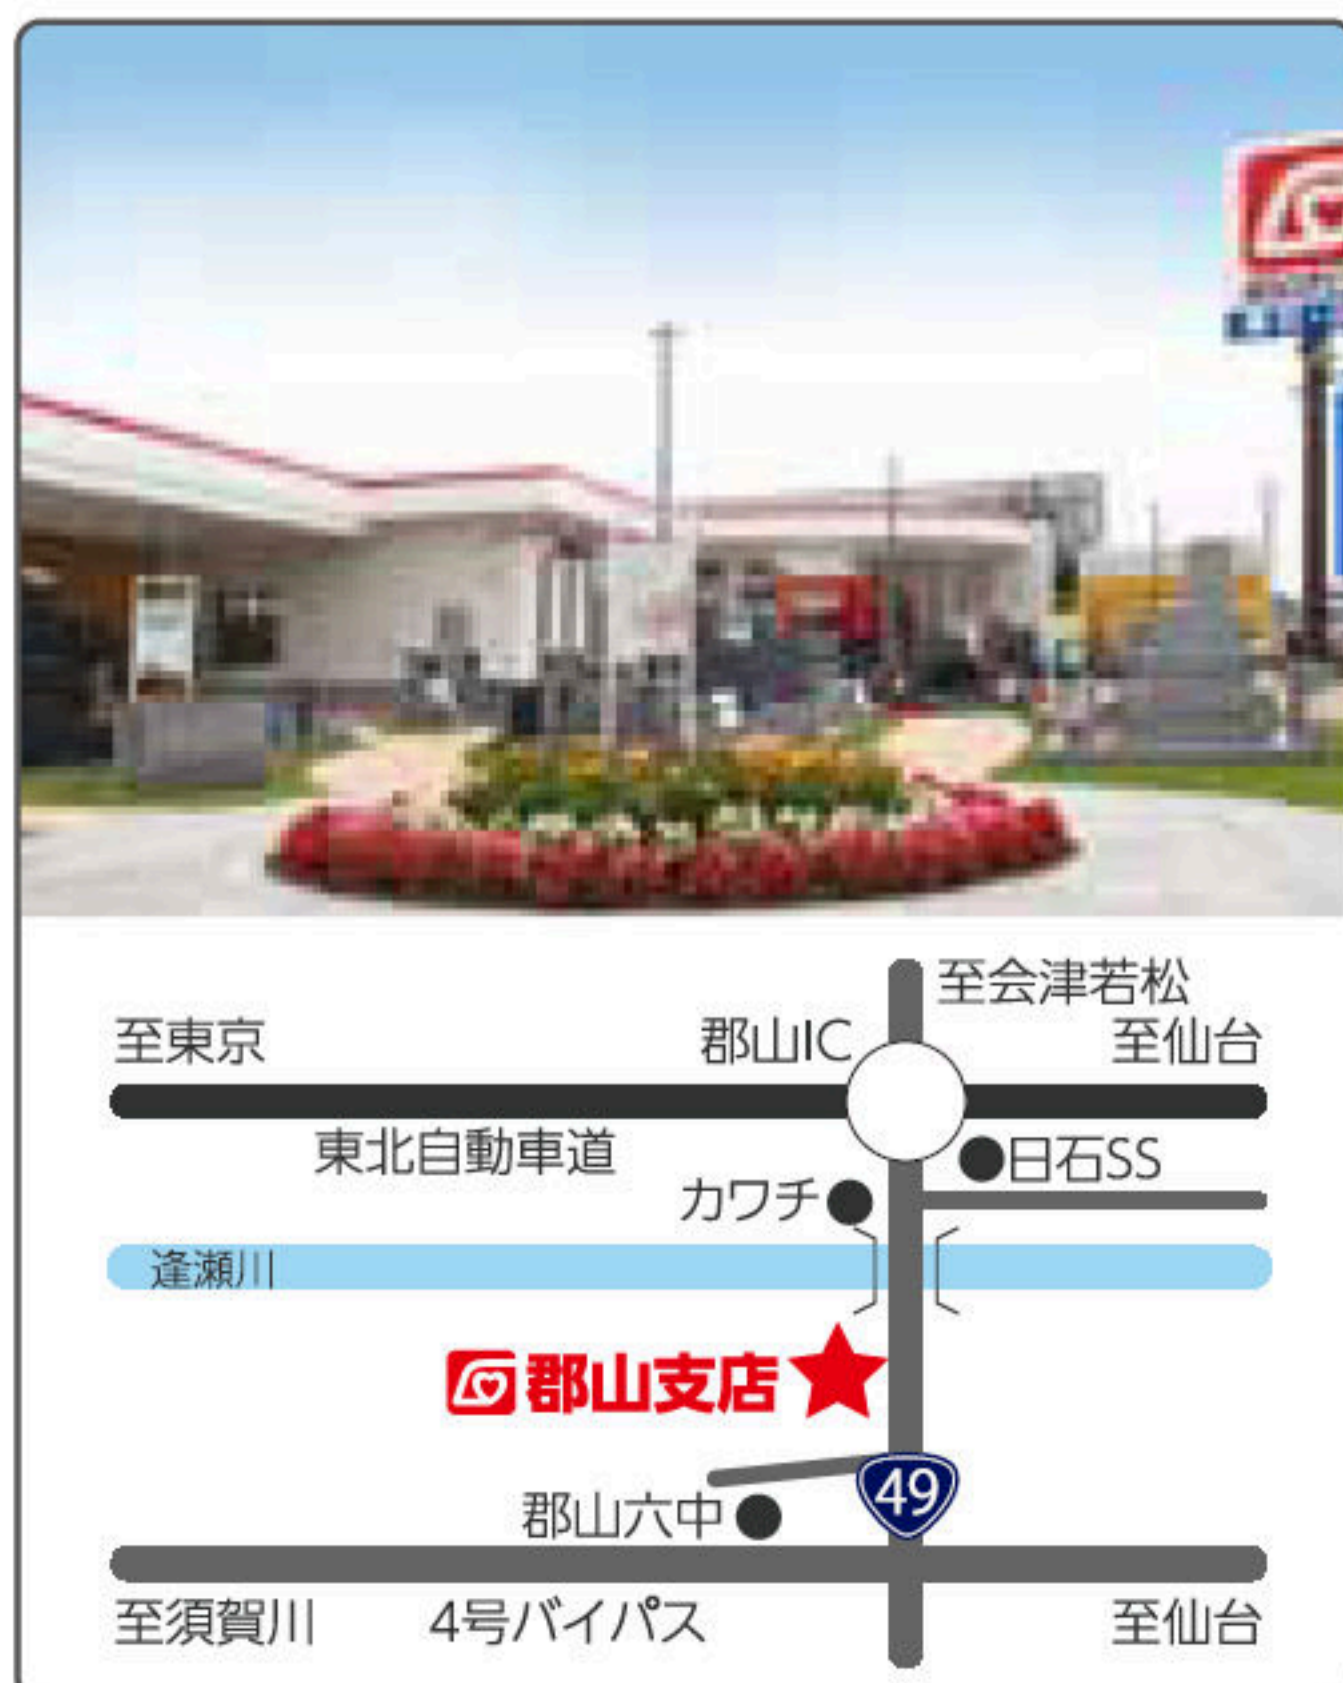 至会津若松
至東京
郡山IC
至仙台
東北自動車道
日石SS
カワチ
逢瀬川
郡山支店
49
郡山六中
至須賀川
4号バイパス
至仙台